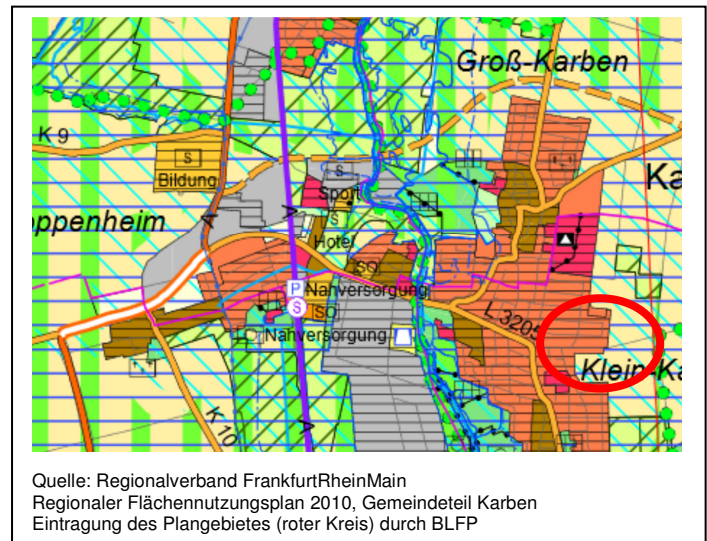 Groß-Karben
K 9
S
Bildung
Ka
S
Sport
S
ppenheim
Hotel
A
A
SO
P Nahversorgung
S
SO
L 3205
Nahversorgung
Klein-Ka
K 10
A
Quelle: Regionalverband FrankfurtRheinMain
Regionaler Flächennutzungsplan 2010, Gemeindeteil Karben
Eintragung des Plangebietes (roter Kreis) durch BLFP